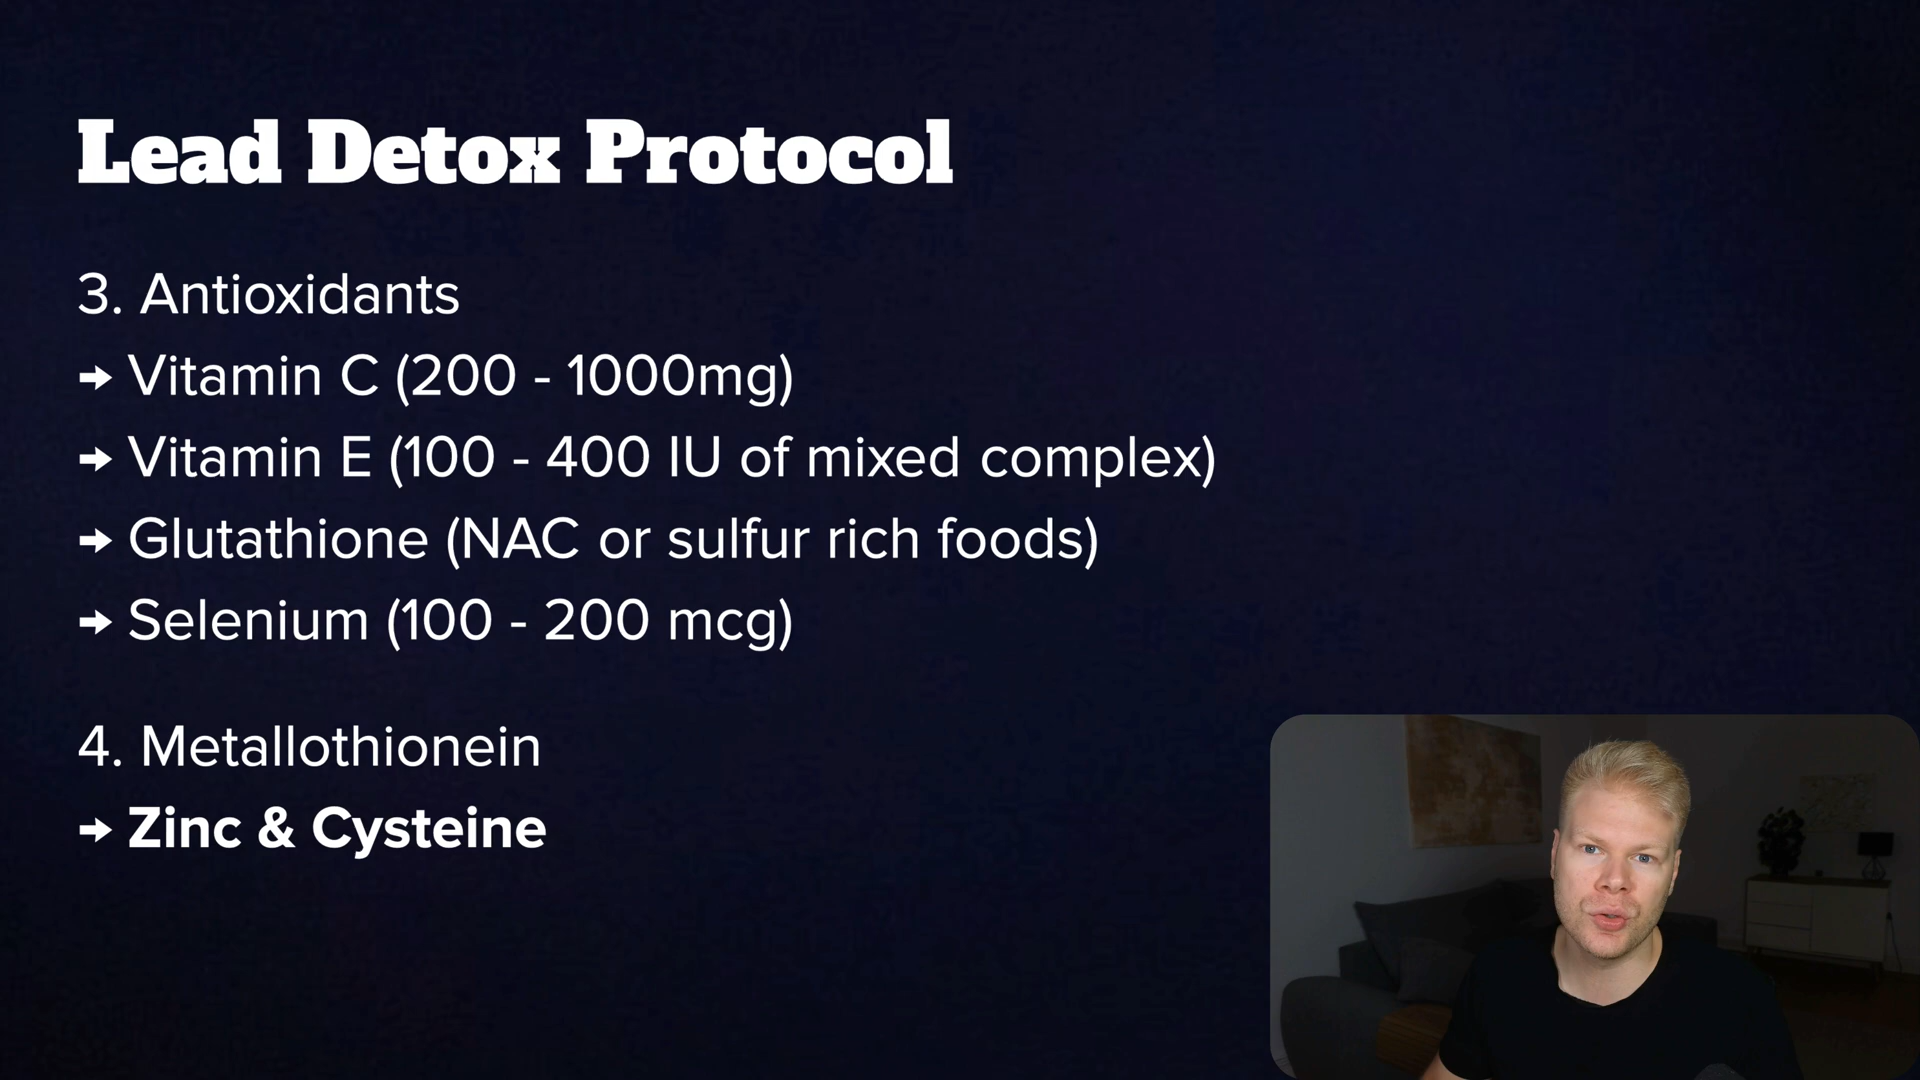 Lead Detox Protocol
3. Antioxidants
→ Vitamin C (200 - 1000mg)
→ Vitamin E (100 - 400 IU of mixed complex)
→ Glutathione (NAC or sulfur rich foods)
→ Selenium (100 - 200 mcg)
4. Metallothionein
→ Zinc & Cysteine